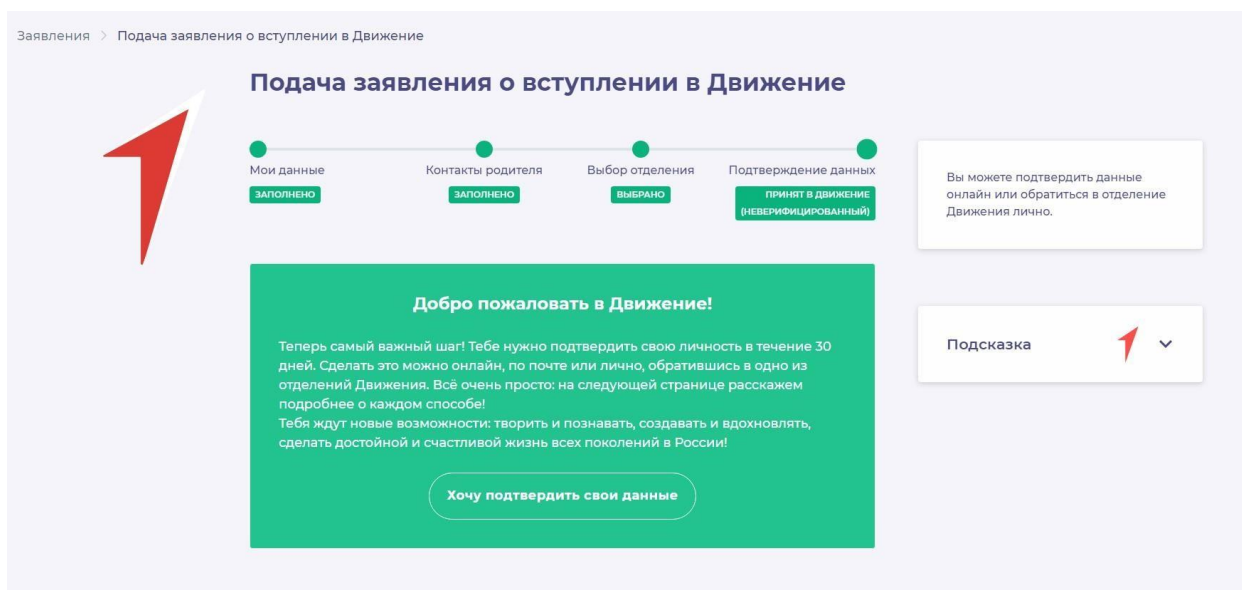 Заявления > Подача заявления о вступлении в Движение
Подача заявления о вступлении в Движение
Мои данные
ЗАПОЛНЕНО
Контакты родителя
ЗАПОЛНЕНО
Выбор отделения
ВЫБРАНО
Подтверждение данных
ПРИНЯТ В ДВИЖЕНИЕ
(НЕВЕРИФИЦИРОВАННЫЙ)
Вы можете подтвердить данные
онлайн или обратиться в отделение
Движения лично.
Добро пожаловать в Движение!
Теперь самый важный шаг! Тебе нужно подтвердить свою личность в течение 30
дней. Сделать это можно онлайн, по почте или лично, обратившись в одно из
отделений Движения. Всё очень просто: на следующей странице расскажем
подробнее о каждом способе!
Тебя ждут новые возможности: творить и познавать, создавать и вдохновлять,
сделать достойной и счастливой жизнь всех поколений в России!
Хочу подтвердить свои данные
Подсказка